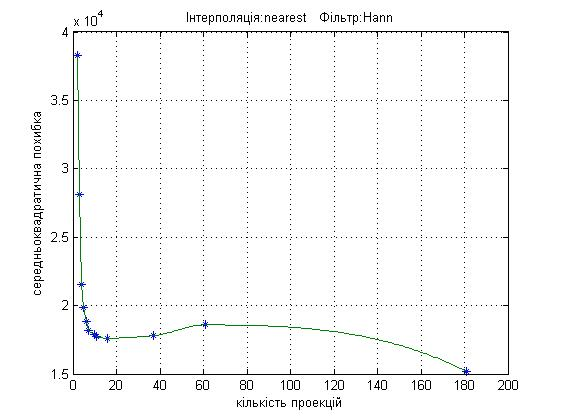 Інтерполяція:nearest Фільтр:Hann
x 10^4
4
3.5
3
2.5
2
1.5
0 20 40 60 80 100 120 140 160 180 200
середньоквадратична похибка
кількість проекцій